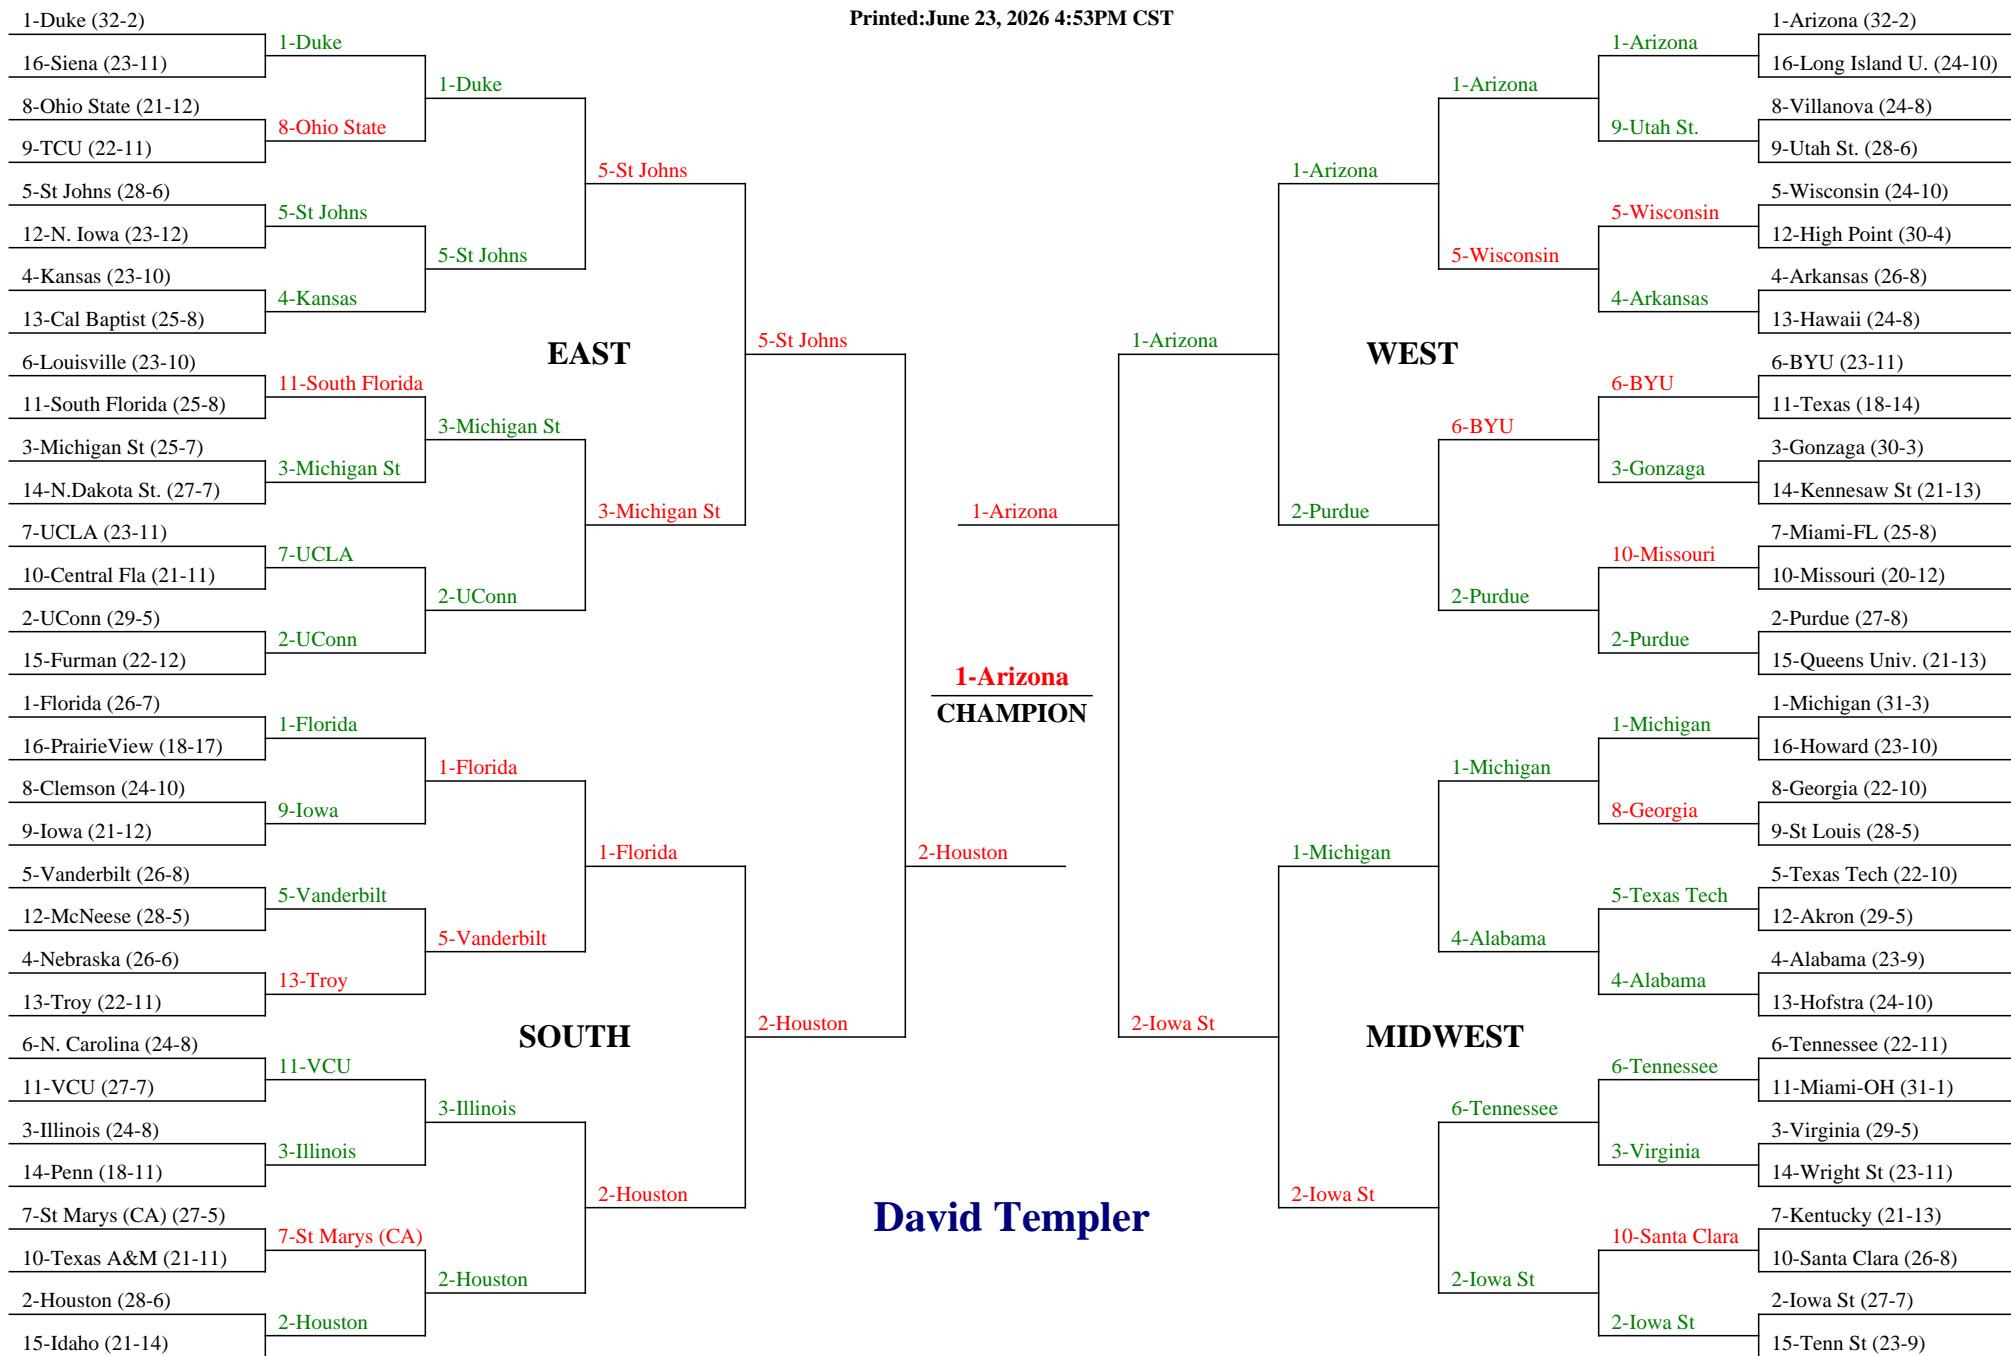 Printed:June 23, 2026 4:53PM CST
1-Duke (32-2)
16-Siena (23-11)
8-Ohio State (21-12)
9-TCU (22-11)
5-St Johns (28-6)
12-N. Iowa (23-12)
4-Kansas (23-10)
13-Cal Baptist (25-8)
6-Louisville (23-10)
11-South Florida (25-8)
3-Michigan St (25-7)
14-N.Dakota St. (27-7)
7-UCLA (23-11)
10-Central Fla (21-11)
2-UConn (29-5)
15-Furman (22-12)
1-Florida (26-7)
16-PrairieView (18-17)
8-Clemson (24-10)
9-Iowa (21-12)
5-Vanderbilt (26-8)
12-McNeese (28-5)
4-Nebraska (26-6)
13-Troy (22-11)
6-N. Carolina (24-8)
11-VCU (27-7)
3-Illinois (24-8)
14-Penn (18-11)
7-St Marys (CA) (27-5)
10-Texas A&M (21-11)
2-Houston (28-6)
15-Idaho (21-14)
1-Duke
8-Ohio State
5-St Johns
4-Kansas
11-South Florida
3-Michigan St
7-UCLA
2-UConn
1-Florida
9-Iowa
5-Vanderbilt
13-Troy
11-VCU
3-Illinois
7-St Marys (CA)
2-Houston
1-Duke
5-St Johns
3-Michigan St
2-UConn
1-Florida
5-Vanderbilt
3-Illinois
2-Houston
5-St Johns
3-Michigan St
1-Florida
2-Houston
EAST
SOUTH
5-St Johns
2-Houston
1-Arizona
2-Houston
1-Arizona
CHAMPION
David Templer
1-Arizona
2-Iowa St
WEST
MIDWEST
1-Arizona
2-Purdue
1-Michigan
2-Iowa St
1-Arizona
5-Wisconsin
6-BYU
2-Purdue
1-Michigan
4-Alabama
6-Tennessee
2-Iowa St
1-Arizona
9-Utah St.
5-Wisconsin
4-Arkansas
6-BYU
3-Gonzaga
10-Missouri
2-Purdue
1-Michigan
8-Georgia
5-Texas Tech
4-Alabama
6-Tennessee
3-Virginia
10-Santa Clara
2-Iowa St
1-Arizona (32-2)
16-Long Island U. (24-10)
8-Villanova (24-8)
9-Utah St. (28-6)
5-Wisconsin (24-10)
12-High Point (30-4)
4-Arkansas (26-8)
13-Hawaii (24-8)
6-BYU (23-11)
11-Texas (18-14)
3-Gonzaga (30-3)
14-Kennesaw St (21-13)
7-Miami-FL (25-8)
10-Missouri (20-12)
2-Purdue (27-8)
15-Queens Univ. (21-13)
1-Michigan (31-3)
16-Howard (23-10)
8-Georgia (22-10)
9-St Louis (28-5)
5-Texas Tech (22-10)
12-Akron (29-5)
4-Alabama (23-9)
13-Hofstra (24-10)
6-Tennessee (22-11)
11-Miami-OH (31-1)
3-Virginia (29-5)
14-Wright St (23-11)
7-Kentucky (21-13)
10-Santa Clara (26-8)
2-Iowa St (27-7)
15-Tenn St (23-9)